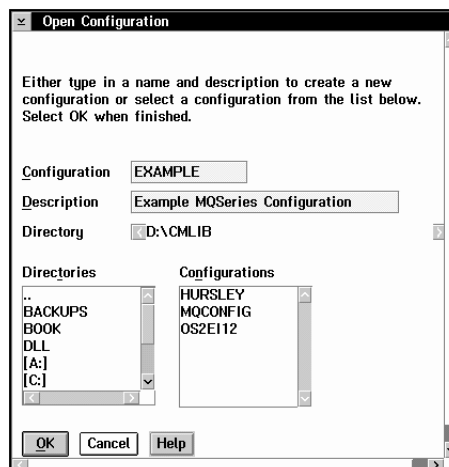 Open Configuration
Either type in a name and description to create a new
configuration or select a configuration from the list below.
Select OK when finished.
Configuration EXAMPLE
Description Example MQSeries Configuration
Directory D:\CMLIB
Directories Configurations
.. HURSLEY
BACKUPS MQCONFIG
BOOK OS2EI12
DLL
[A:]
[C:]
OK Cancel Help